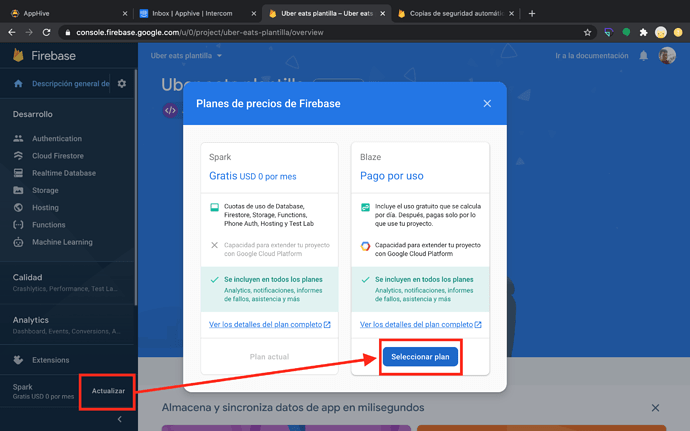 AppHive
Inbox | Apphive | Intercom
Uber eats plantilla – Uber eats
Copias de seguridad automátic
console.firebase.google.com/u/0/project/uber-eats-plantilla/overview
Firebase
Uber eats plantilla
Ir a la documentación
Descripción general de
Desarrollo
Authentication
Cloud Firestore
Realtime Database
Storage
Hosting
Functions
Machine Learning
Calidad
Crashlytics, Performance, Test La...
Analytics
Dashboard, Events, Conversions, A...
Extensions
Spark
Gratis USD 0 por mes
Actualizar
Planes de precios de Firebase
Spark
Gratis USD 0 por mes
Cuotas de uso de Database,
Firestore, Storage, Functions,
Phone Auth, Hosting y Test Lab
Capacidad para extender tu proyecto
con Google Cloud Platform
Se incluyen en todos los planes
Analytics, notificaciones, informes
de fallos, asistencia y más
Ver los detalles del plan completo
Plan actual
Blaze
Pago por uso
Incluye el uso gratuito que se calcula
por día. Después, pagas solo por lo
que use tu proyecto.
Capacidad para extender tu proyecto
con Google Cloud Platform
Se incluyen en todos los planes
Analytics, notificaciones, informes
de fallos, asistencia y más
Ver los detalles del plan completo
Seleccionar plan
Almacena y sincroniza datos de app en milisegundos